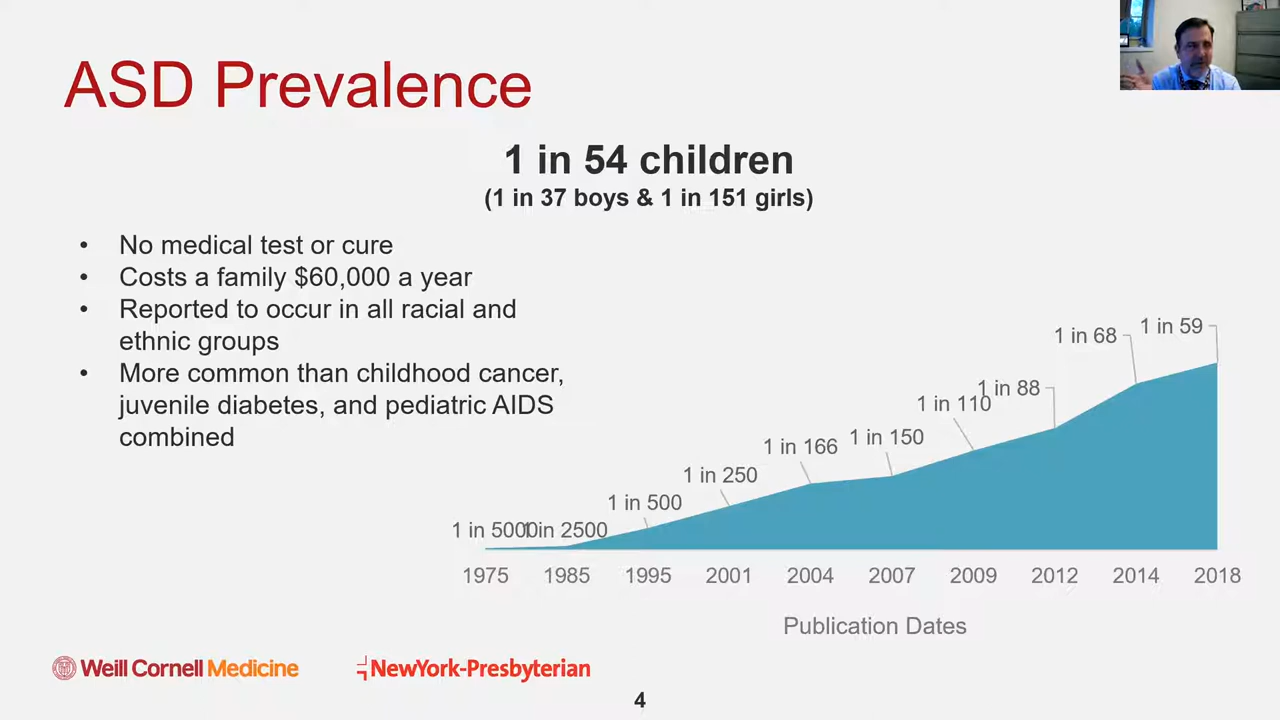 ASD Prevalence
1 in 54 children
(1 in 37 boys & 1 in 151 girls)
• No medical test or cure
• Costs a family $60,000 a year
• Reported to occur in all racial and
ethnic groups
• More common than childhood cancer,
juvenile diabetes, and pediatric AIDS
combined
1 in 5000
1 in 2500
1 in 500
1 in 250
1 in 166
1 in 150
1 in 110
1 in 88
1 in 68
1 in 59
1975 1985 1995 2001 2004 2007 2009 2012 2014 2018
Publication Dates
Weill Cornell Medicine
NewYork-Presbyterian
4